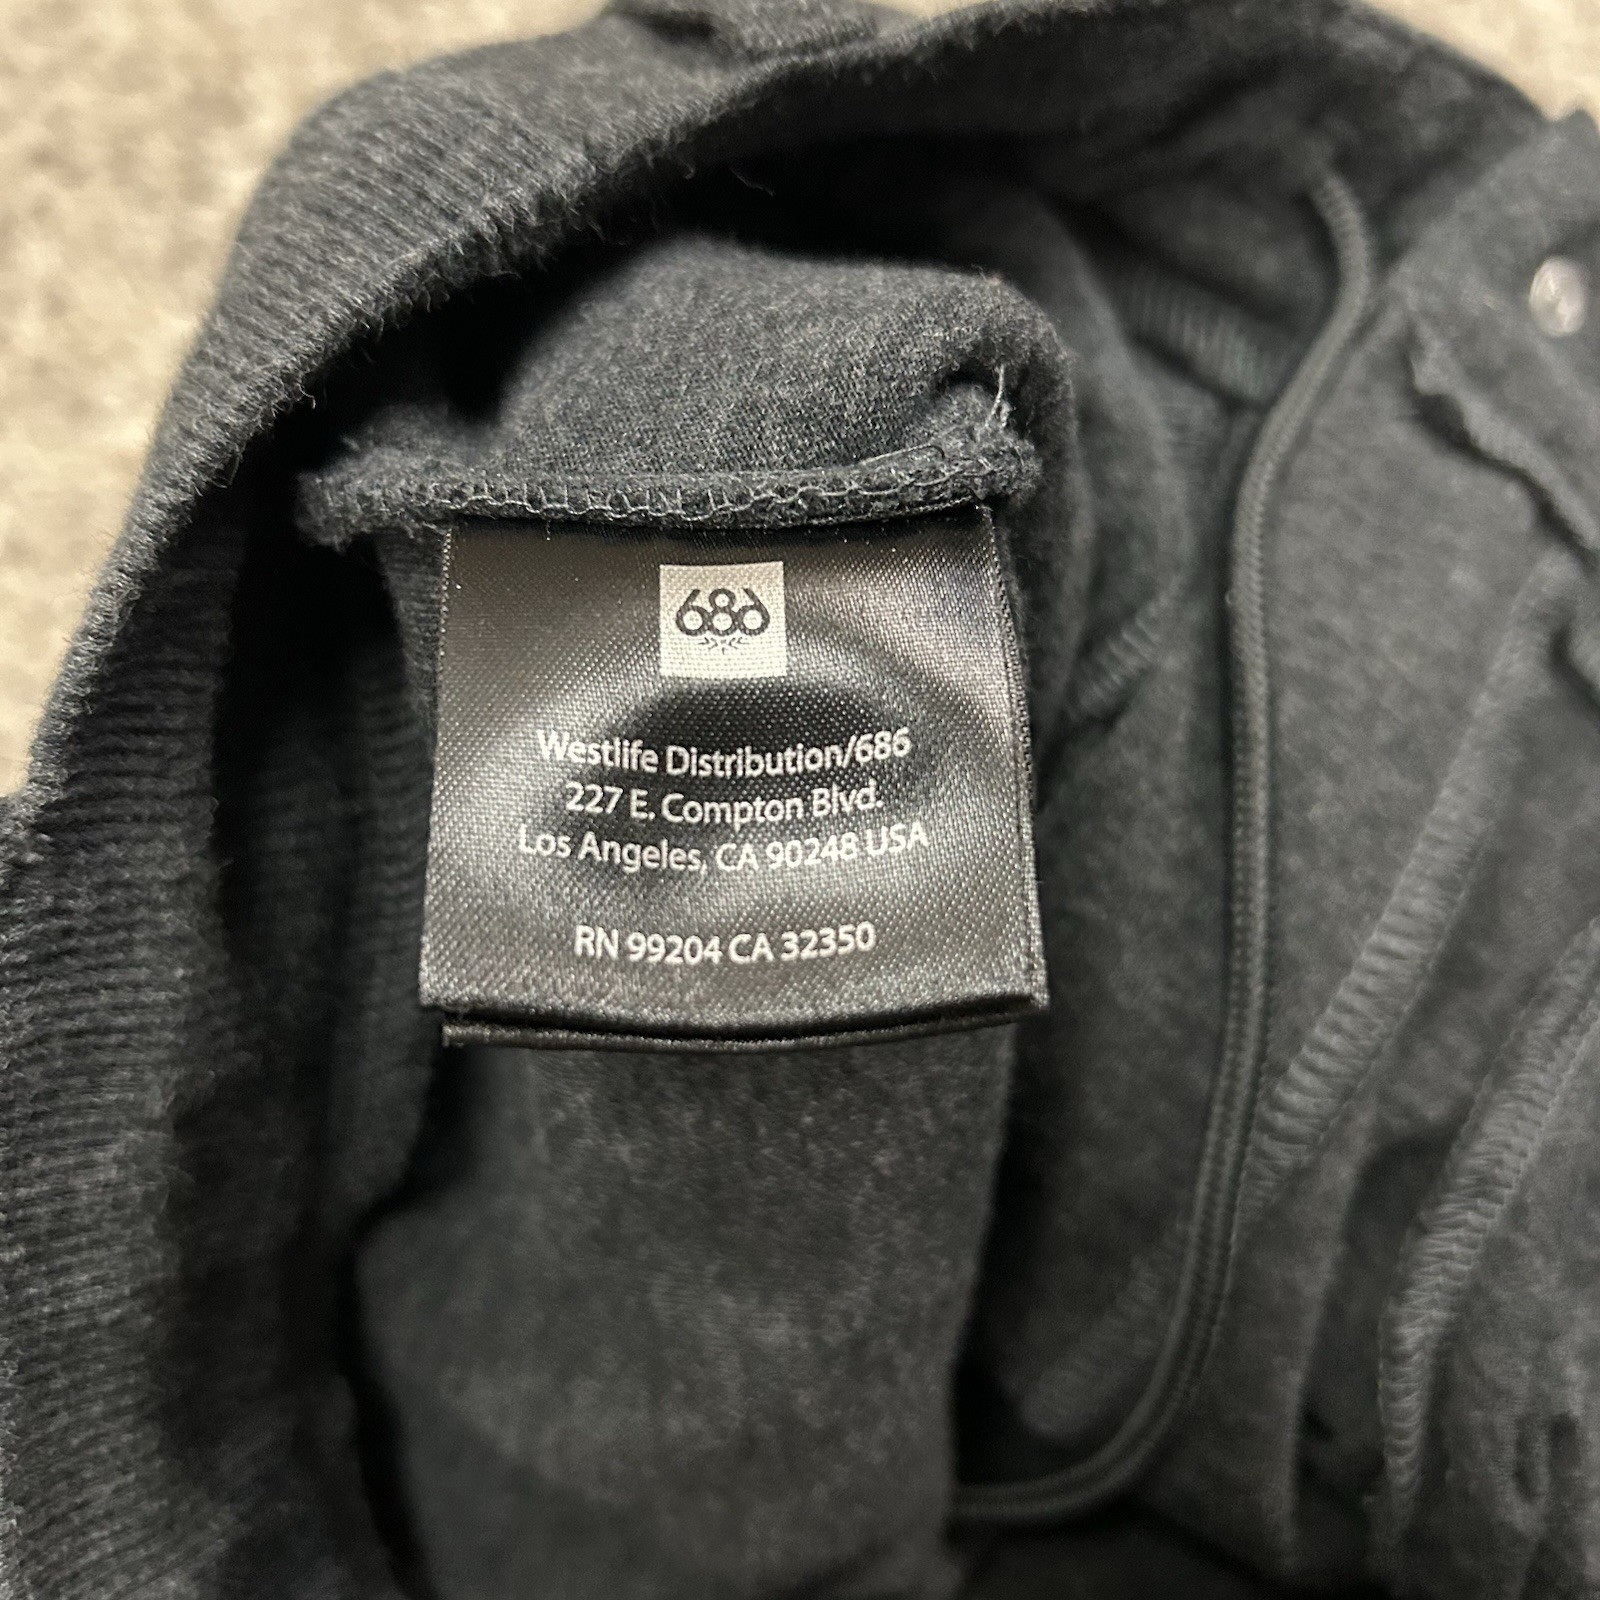 686
Westlife Distribution/686
227 E. Compton Blvd.
Los Angeles, CA 90248 USA
RN 99204 CA 32350